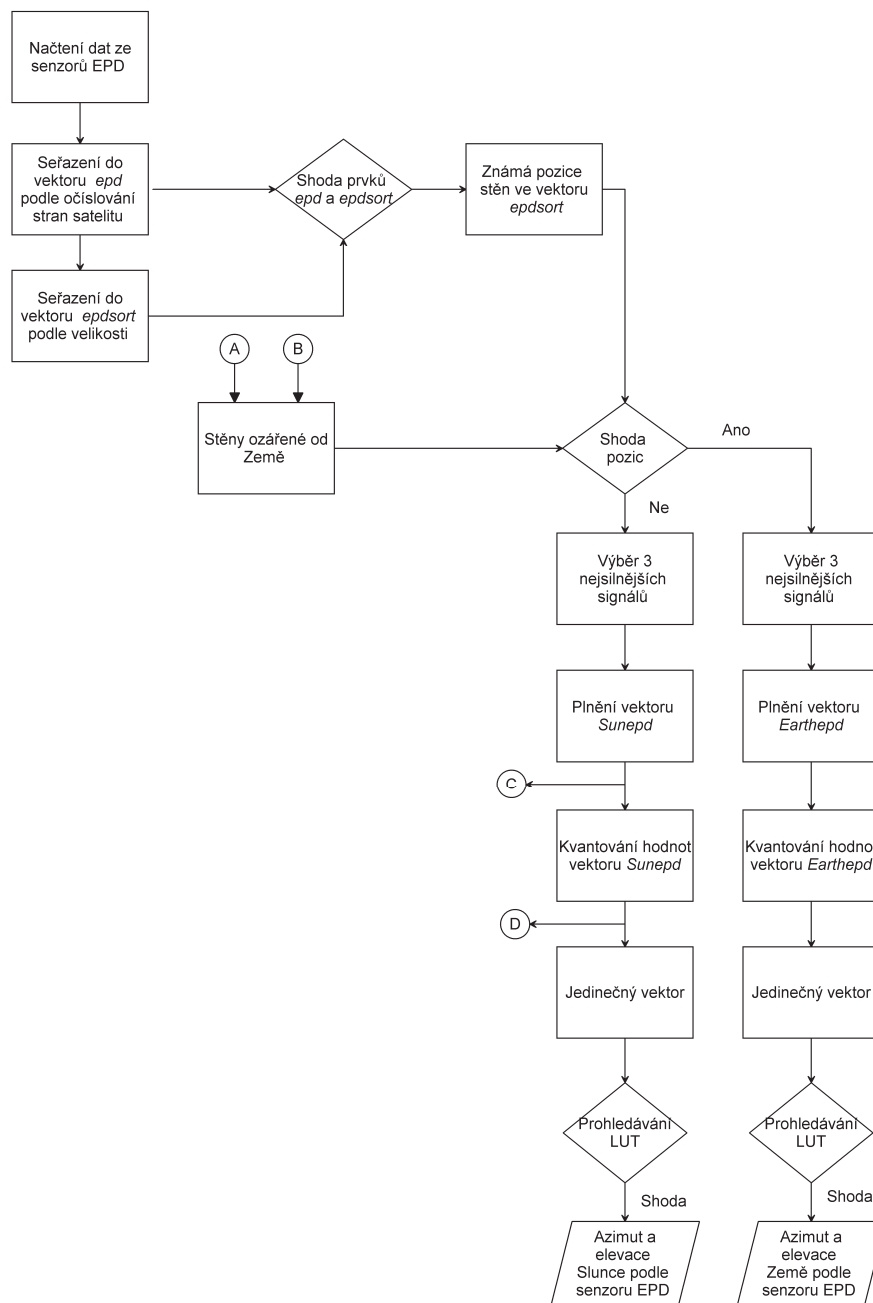 Načtení dat ze
senzorů EPD
Seřazení do
vektoru epd
podle očíslování
stran satelitu
Shoda prvků
epd a epdsort
Známá pozice
stěn ve vektoru
epdsort
Seřazení do
vektoru epdsort
podle velikosti
A
B
Stěny ozářené od
Země
Shoda
pozic
Ano
Ne
Výběr 3
nejsilnějších
signálů
Výběr 3
nejsilnějších
signálů
Plnění vektoru
Sunepd
Plnění vektoru
Earthepd
C
Kvantování hodnot
vektoru Sunepd
Kvantování hodnot
vektoru Earthepd
D
Jedinečný vektor
Jedinečný vektor
Prohledávání
LUT
Prohledávání
LUT
Shoda
Shoda
Azimut a
elevace
Slunce podle
senzoru EPD
Azimut a
elevace
Země podle
senzoru EPD